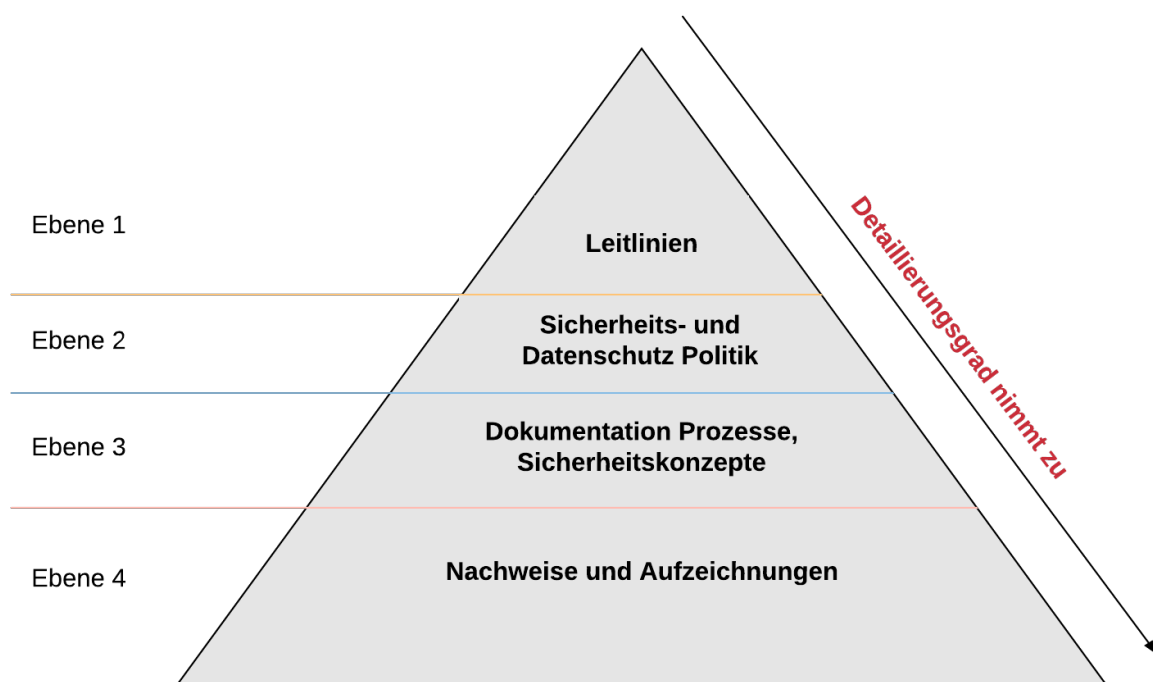 Ebene 1
Leitlinien
Ebene 2
Sicherheits- und
Datenschutz Politik
Ebene 3
Dokumentation Prozesse,
Sicherheitskonzepte
Ebene 4
Nachweise und Aufzeichnungen
Detaillierungsgrad nimmt zu